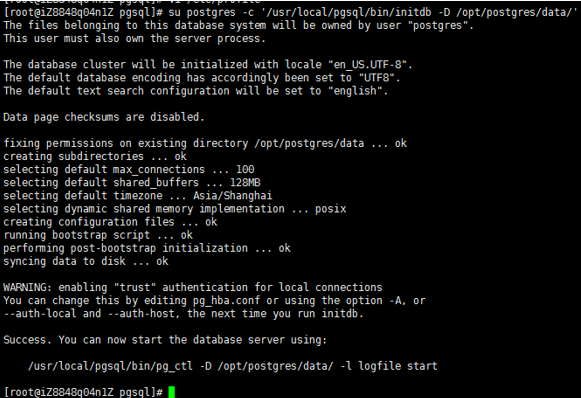 [root@iZ8848q04n1Z pgsql]# su postgres -c '/usr/local/pgsql/bin/initdb -D /opt/postgres/data/'
The files belonging to this database system will be owned by user "postgres".
This user must also own the server process.
The database cluster will be initialized with locale "en_US.UTF-8".
The default database encoding has accordingly been set to "UTF8".
The default text search configuration will be set to "english".
Data page checksums are disabled.
fixing permissions on existing directory /opt/postgres/data ... ok
creating subdirectories ... ok
selecting default max_connections ... 100
selecting default shared_buffers ... 128MB
selecting default timezone ... Asia/Shanghai
selecting dynamic shared memory implementation ... posix
creating configuration files ... ok
running bootstrap script ... ok
performing post-bootstrap initialization ... ok
syncing data to disk ... ok
WARNING: enabling "trust" authentication for local connections
You can change this by editing pg_hba.conf or using the option -A, or
--auth-local and --auth-host, the next time you run initdb.
Success. You can now start the database server using:
/usr/local/pgsql/bin/pg_ctl -D /opt/postgres/data/ -l logfile start
[root@iZ8848q04n1Z pgsql]#